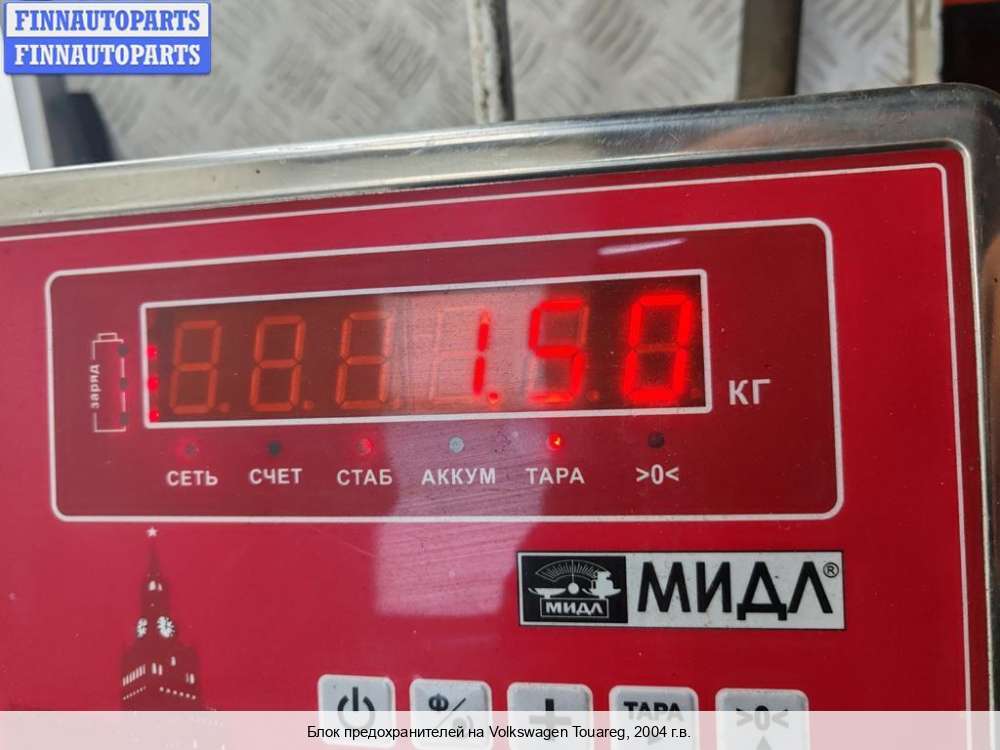 FINNAUTOPARTS
FINNAUTOPARTS
заряд
1.50
КГ
СЕТЬ СЧЕТ СТАБ АККУМ ТАРА >0<
МИДЛ
МИДЛ®
Ф
ТАРА
>0<
Блок предохранителей на Volkswagen Touareg, 2004 г.в.